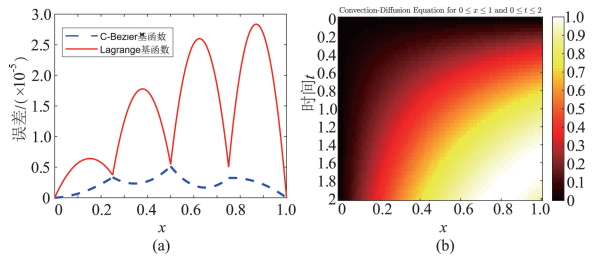 3.0
2.5
2.0
1.5
1.0
0.5
0
误差/(×10⁻⁵)
C-Bezier基函数
Lagrange基函数
0 0.2 0.4 0.6 0.8 1.0
x
(a)
Convection-Diffusion Equation for 0 ≤ x ≤ 1 and 0 ≤ t ≤ 2
0
0.2
0.4
0.6
0.8
1.0
1.2
1.4
1.6
1.8
2
时间t
0 0.2 0.4 0.6 0.8 1.0
x
1.0
0.9
0.8
0.7
0.6
0.5
0.4
0.3
0.2
0.1
0
(b)